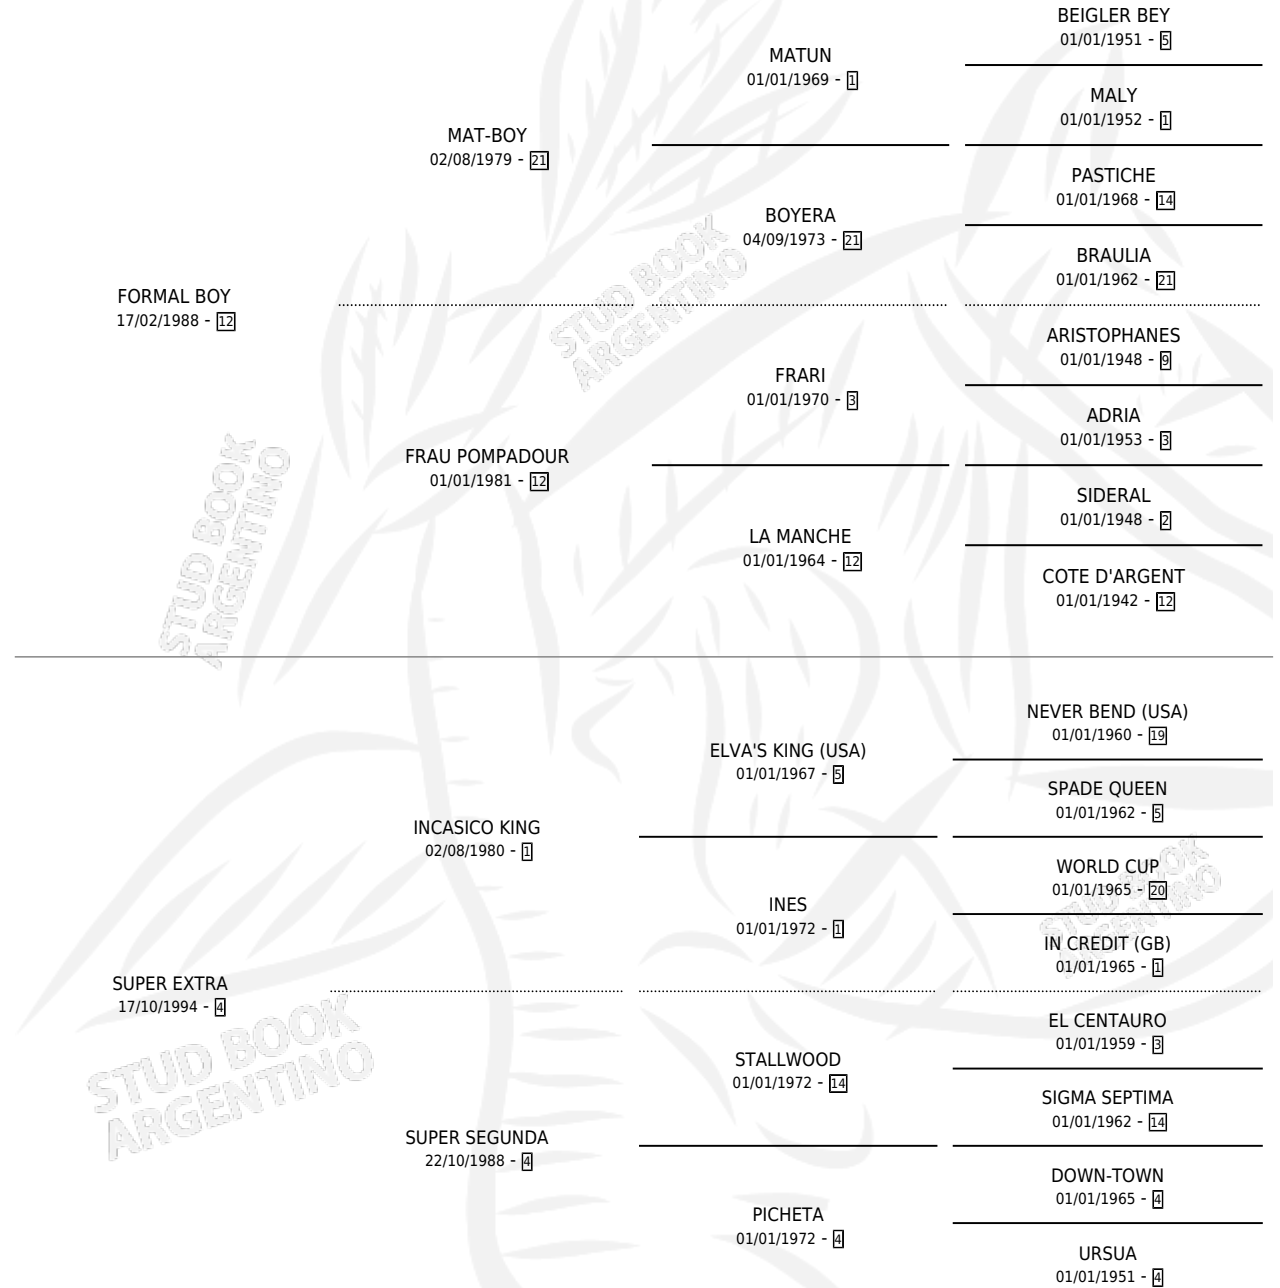 BEIGLER BEY
01/01/1951 - 5
MATUN
01/01/1969 - 1
MALY
01/01/1952 - 1
MAT-BOY
02/08/1979 - 21
PASTICHE
01/01/1968 - 14
BOYERA
04/09/1973 - 21
BRAULIA
01/01/1962 - 21
FORMAL BOY
17/02/1988 - 12
ARISTOPHANES
01/01/1948 - 9
FRARI
01/01/1970 - 3
ADRIA
01/01/1953 - 3
FRAU POMPADOUR
01/01/1981 - 12
SIDERAL
01/01/1948 - 2
LA MANCHE
01/01/1964 - 12
COTE D'ARGENT
01/01/1942 - 12
NEVER BEND (USA)
01/01/1960 - 19
ELVA'S KING (USA)
01/01/1967 - 5
SPADE QUEEN
01/01/1962 - 5
INCASICO KING
02/08/1980 - 1
WORLD CUP
01/01/1965 - 20
INES
01/01/1972 - 1
IN CREDIT (GB)
01/01/1965 - 1
SUPER EXTRA
17/10/1994 - 4
EL CENTAURO
01/01/1959 - 3
STALLWOOD
01/01/1972 - 14
SIGMA SEPTIMA
01/01/1962 - 14
SUPER SEGUNDA
22/10/1988 - 4
DOWN-TOWN
01/01/1965 - 4
PICHETA
01/01/1972 - 4
URSUA
01/01/1951 - 4
STUD BOOK
ARGENTINO
STUD BOOK
ARGENTINO
STUD BOOK
ARGENTINO
STUD BOOK
ARGENTINO